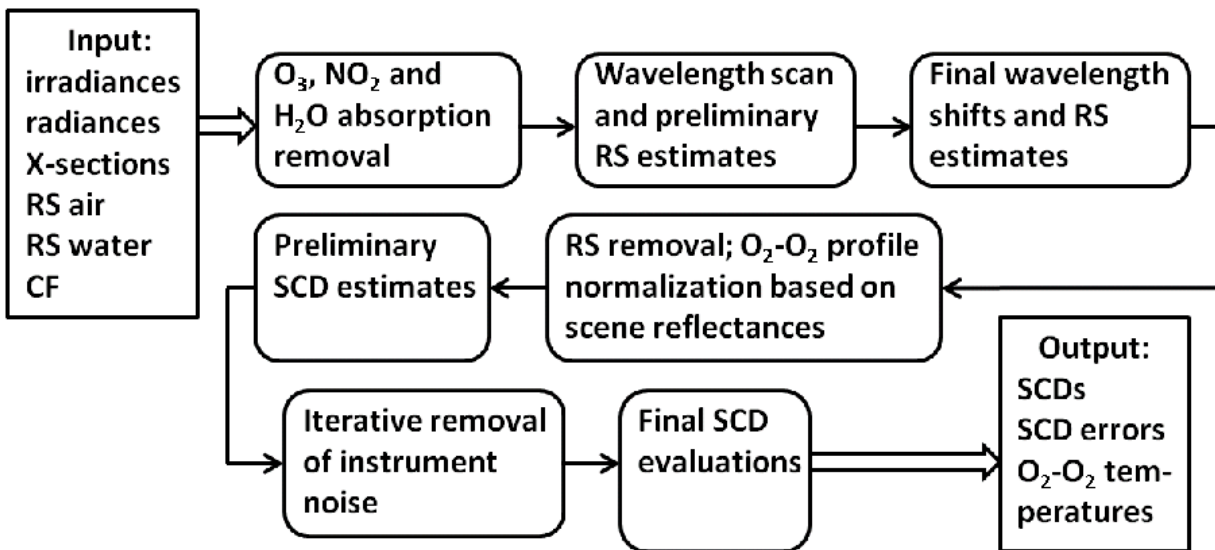 Input:
irradiances
radiances
X-sections
RS air
RS water
CF
O₃, NO₂ and
H₂O absorption
removal
Wavelength scan
and preliminary
RS estimates
Final wavelength
shifts and RS
estimates
RS removal; O₂-O₂ profile
normalization based on
scene reflectances
Preliminary
SCD estimates
Iterative removal
of instrument
noise
Final SCD
evaluations
Output:
SCDs
SCD errors
O₂-O₂ tem-
peratures